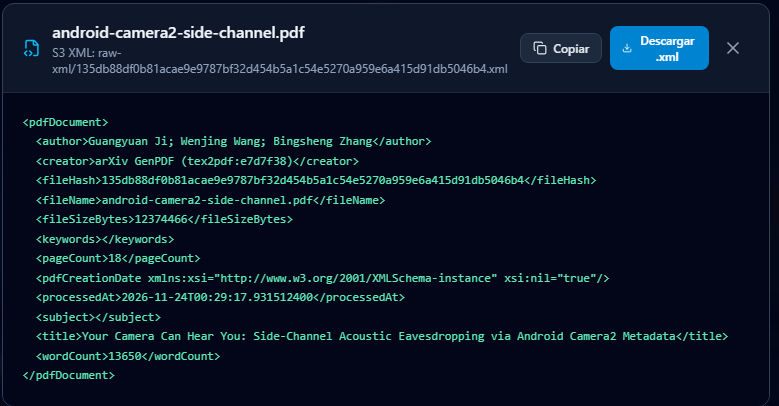 android-camera2-side-channel.pdf
S3 XML: raw-
xml/135db88df0b81acae9e9787bf32d454b5a1c54e5270a959e6a415d91db5046b4.xml
Copiar
Descargar
.xml
<pdfDocument>
  <author>Guangyuan Ji; Wenjing Wang; Bingsheng Zhang</author>
  <creator>arXiv GenPDF (tex2pdf:e7d7f38)</creator>
  <fileHash>135db88df0b81acae9e9787bf32d454b5a1c54e5270a959e6a415d91db5046b4</fileHash>
  <fileName>android-camera2-side-channel.pdf</fileName>
  <fileSizeBytes>12374466</fileSizeBytes>
  <keywords></keywords>
  <pageCount>18</pageCount>
  <pdfCreationDate xmlns:xsi="http://www.w3.org/2001/XMLSchema-instance" xsi:nil="true"/>
  <processedAt>2026-11-24T00:29:17.931512400</processedAt>
  <subject></subject>
  <title>Your Camera Can Hear You: Side-Channel Acoustic Eavesdropping via Android Camera2 Metadata</title>
  <wordCount>13650</wordCount>
</pdfDocument>